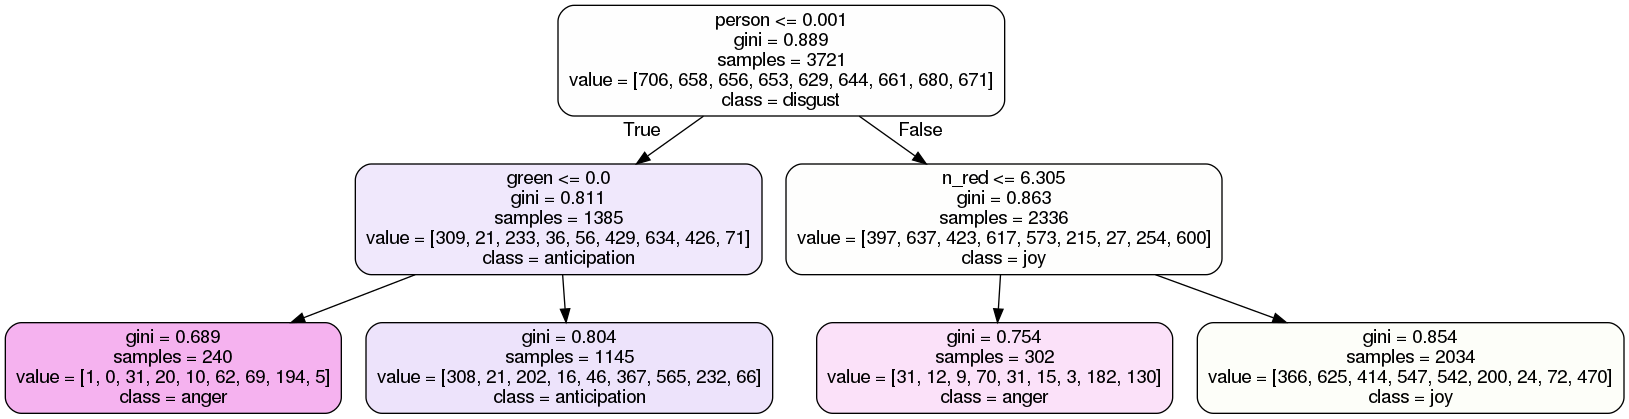 person <= 0.001
gini = 0.889
samples = 3721
value = [706, 658, 656, 653, 629, 644, 661, 680, 671]
class = disgust
True
False
green <= 0.0
gini = 0.811
samples = 1385
value = [309, 21, 233, 36, 56, 429, 634, 426, 71]
class = anticipation
n_red <= 6.305
gini = 0.863
samples = 2336
value = [397, 637, 423, 617, 573, 215, 27, 254, 600]
class = joy
gini = 0.689
samples = 240
value = [1, 0, 31, 20, 10, 62, 69, 194, 5]
class = anger
gini = 0.804
samples = 1145
value = [308, 21, 202, 16, 46, 367, 565, 232, 66]
class = anticipation
gini = 0.754
samples = 302
value = [31, 12, 9, 70, 31, 15, 3, 182, 130]
class = anger
gini = 0.854
samples = 2034
value = [366, 625, 414, 547, 542, 200, 24, 72, 470]
class = joy